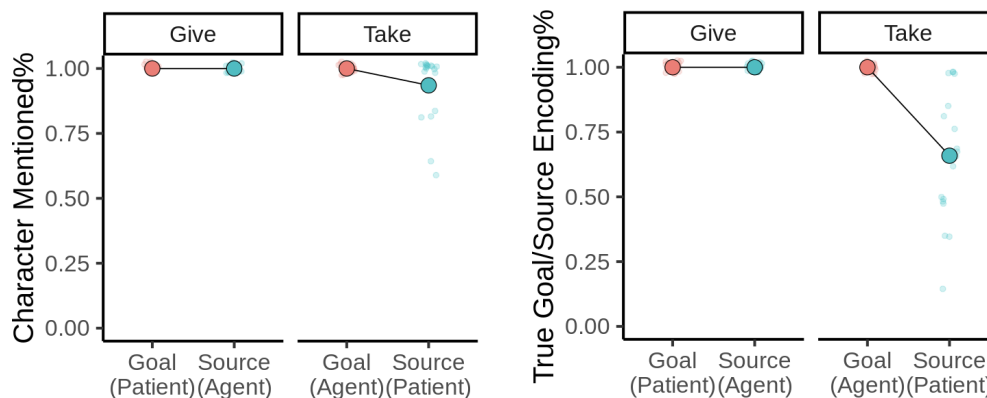 Give Take
Character Mentioned%
1.00
0.75
0.50
0.25
0.00
Goal Source Goal Source
(Patient) (Agent) (Agent) (Patient)
Give Take
True Goal/Source Encoding%
1.00
0.75
0.50
0.25
0.00
Goal Source Goal Source
(Patient) (Agent) (Agent) (Patient)